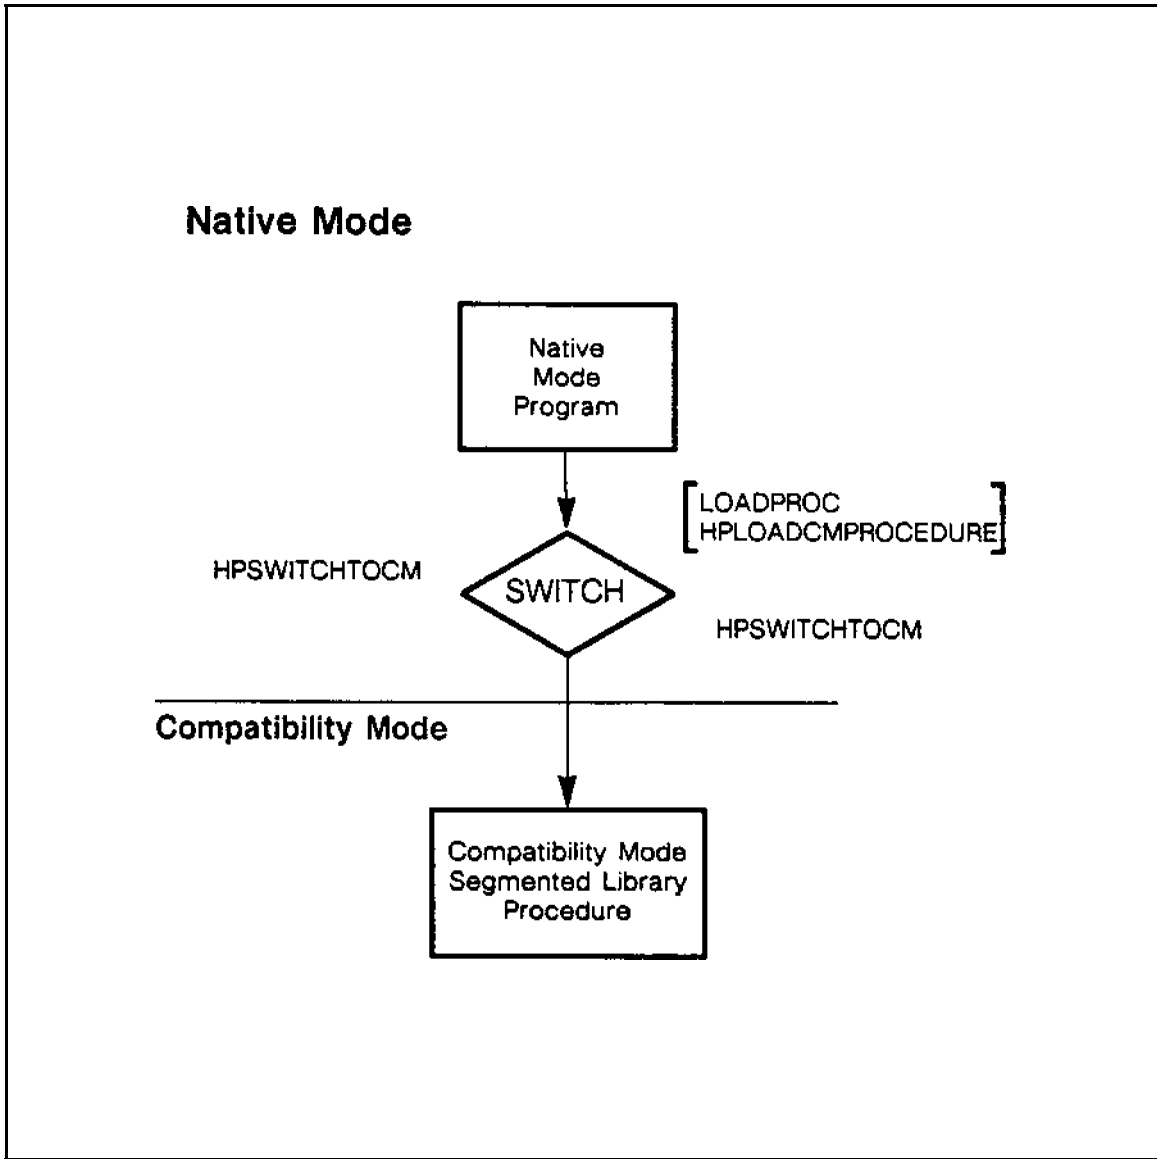 Native Mode
Native
Mode
Program
LOADPROC
HPLOADCMPROCEDURE
HPSWITCHTOCM
SWITCH
HPSWITCHTOCM
Compatibility Mode
Compatibility Mode
Segmented Library
Procedure